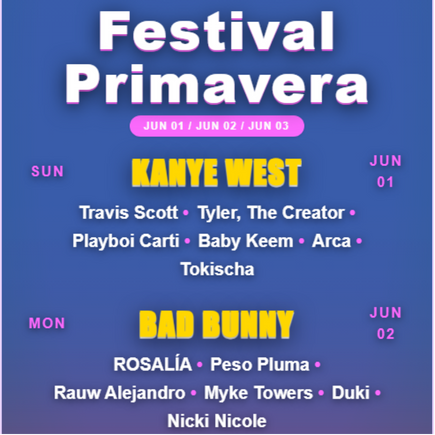 Festival
Primavera
JUN 01 / JUN 02 / JUN 03
SUN
KANYE WEST
JUN
01
Travis Scott • Tyler, The Creator •
Playboi Carti • Baby Keem • Arca •
Tokischa
MON
BAD BUNNY
JUN
02
ROSALÍA • Peso Pluma •
Rauw Alejandro • Myke Towers • Duki •
Nicki Nicole